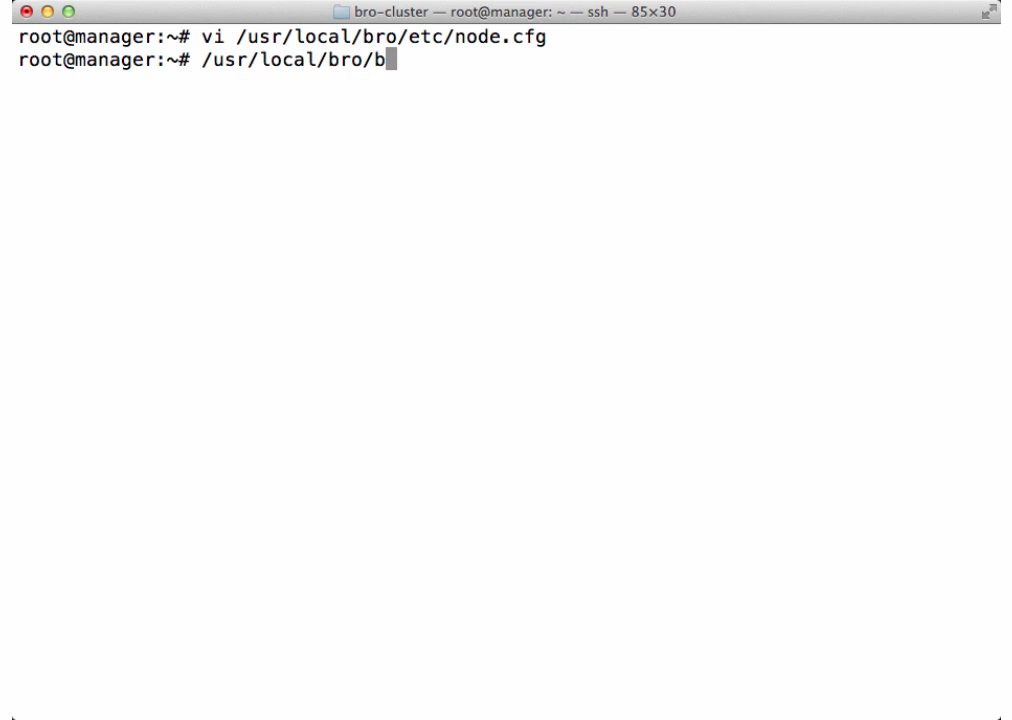 bro-cluster — root@manager: ~ — ssh — 85×30
root@manager:~# vi /usr/local/bro/etc/node.cfg
root@manager:~# /usr/local/bro/b